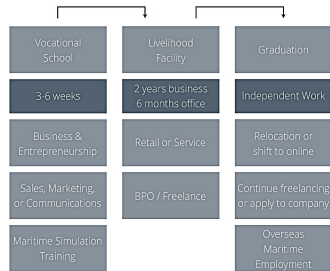 Vocational
School
Livelihood
Facility
Graduation
3-6 weeks
2 years business
6 months office
Independent Work
Business &
Entrepreneurship
Retail or Service
Relocation or
shift to online
Sales, Marketing,
or Communications
BPO / Freelance
Continue freelancing
or apply to company
Maritime Simulation
Training
Overseas
Maritime
Employment